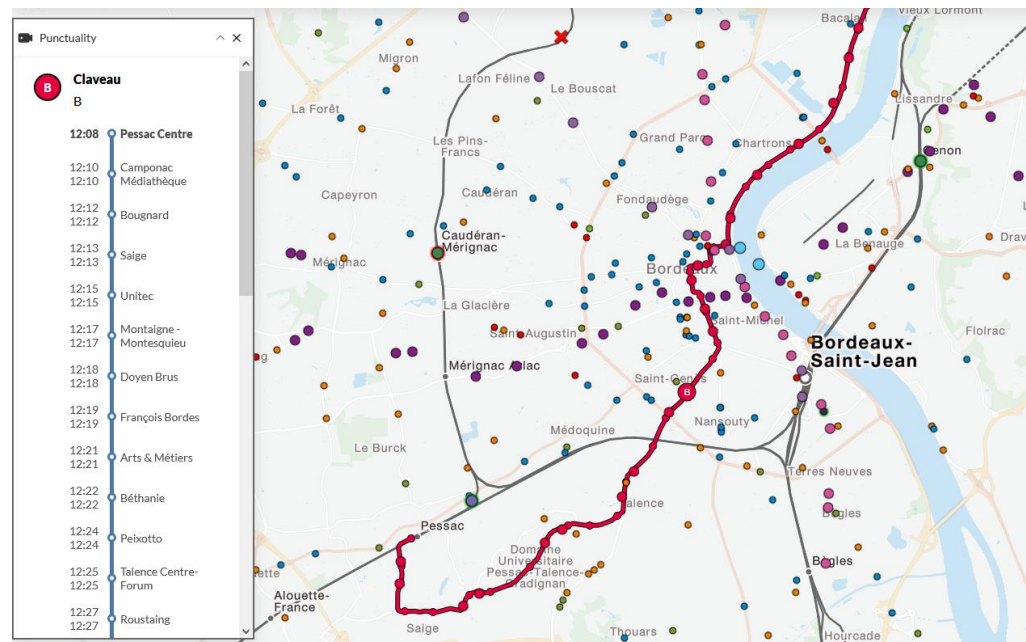 Punctuality
B
Claveau
B
12:08 Pessac Centre
12:10 Camponac
12:10 Médiathèque
12:12 Bougnard
12:12
12:13 Saige
12:13
12:15 Unitec
12:15
12:17 Montaigne -
12:17 Montesquieu
12:18 Doyen Brus
12:18
12:19 François Bordes
12:19
12:21 Arts & Métiers
12:21
12:22 Béthanie
12:22
12:24 Peixotto
12:24
12:25 Talence Centre-
12:25 Forum
12:27 Roustaing
12:27
Bacalan
Vieux Lormont
Migron
Lafon Féline
Le Bouscat
Lissandre
La Forêt
Grand Parc
Chartrons
Les Pins-
Francs
Cenon
Capeyron
Caudéran
Fondaudège
Caudéran-
Mérignac
La Benauge
Mérignac
Bordeaux
La Glacière
Saint-Augustin
Saint-Michel
Floirac
Bordeaux-
Saint-Jean
Mérignac Arlac
Saint-Genès
B
Nansouty
Médoquine
Le Burck
Terres Neuves
Talence
Bègles
Pessac
Domaine
Universitaire
Pessac-Talence-
Gradignan
Bègles
Alouette-
France
Saige
Thouars
Hourcade